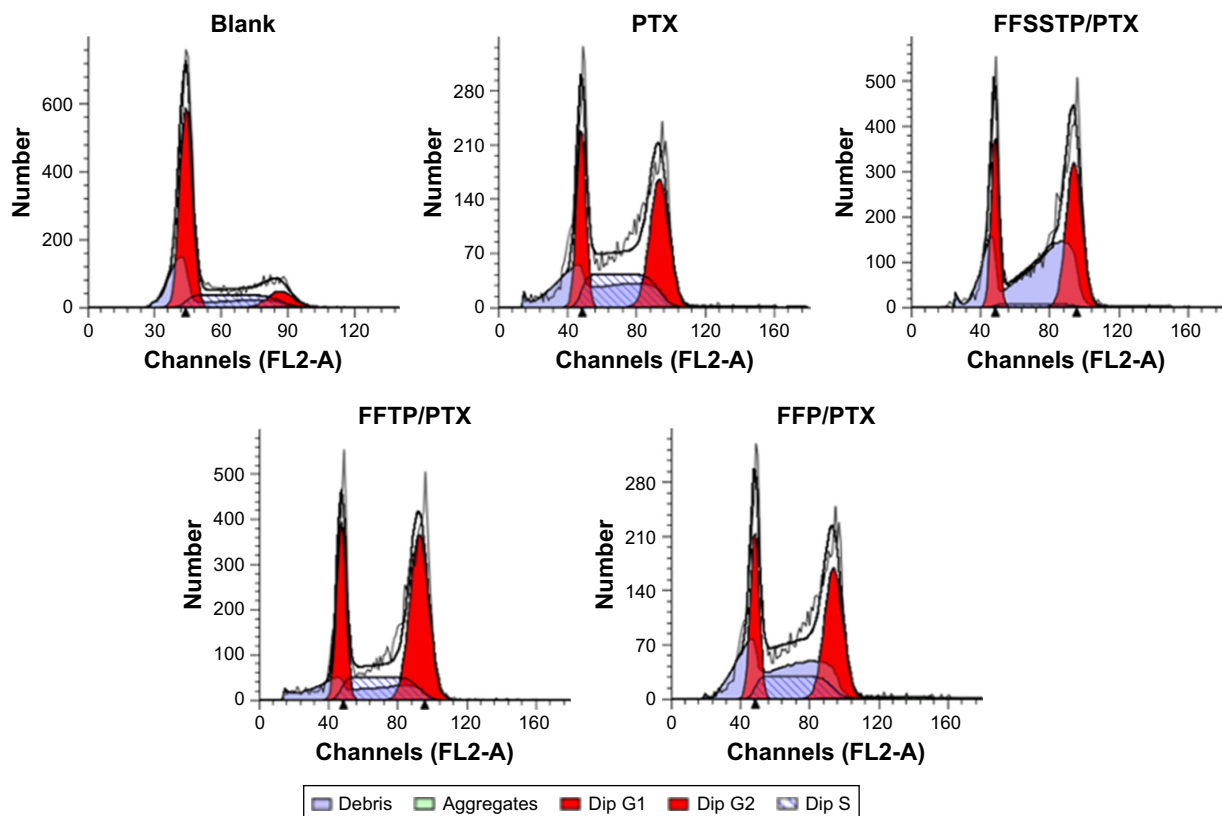 Blank
PTX
FFSSTP/PTX
Number
600
400
200
0
0 30 60 90 120
Channels (FL2-A)
Number
280
210
140
70
0
0 40 80 120 160
Channels (FL2-A)
Number
500
400
300
200
100
0
0 40 80 120 160
Channels (FL2-A)
FFTP/PTX
FFP/PTX
Number
500
400
300
200
100
0
0 40 80 120 160
Channels (FL2-A)
Number
280
210
140
70
0
0 40 80 120 160
Channels (FL2-A)
Debris Aggregates Dip G1 Dip G2 Dip S